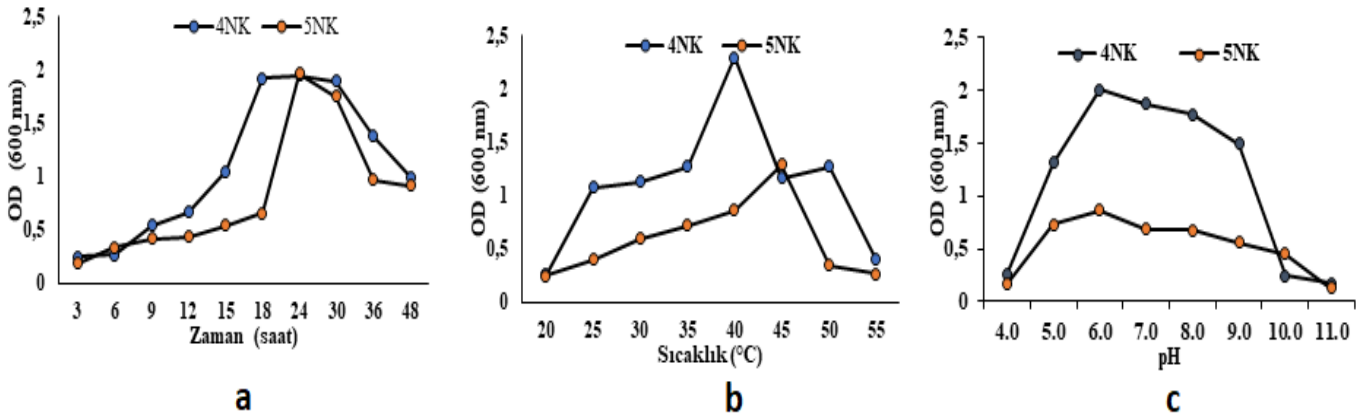 2,5
4NK 5NK
2
1,5
1
0,5
0
OD (600 nm)
3 6 9 12 15 18 24 30 36 48
Zaman (saat)
a
2,5
4NK 5NK
2
1,5
1
0,5
0
OD (600 nm)
20 25 30 35 40 45 50 55
Sıcaklık (°C)
b
2,5
4NK 5NK
2
1,5
1
0,5
0
OD (600 nm)
4.0 5.0 6.0 7.0 8.0 9.0 10.0 11.0
pH
c